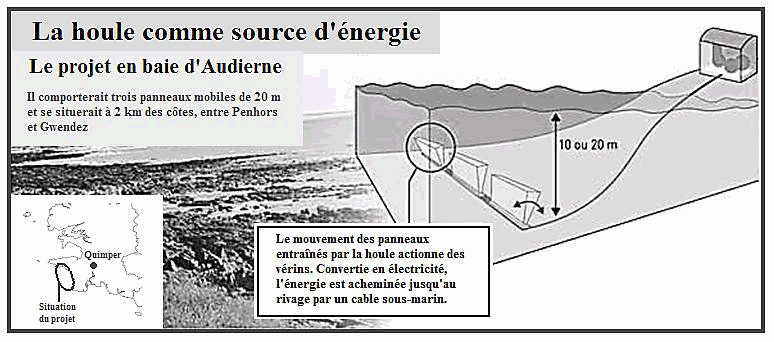 La houle comme source d'énergie
Le projet en baie d'Audierne
Il comporterait trois panneaux mobiles de 20 m
et se situerait à 2 km des côtes, entre Penhors
et Gwendez
10 ou 20 m
Quimper
Situation
du projet
Le mouvement des panneaux
entraînés par la houle actionne des
vérins. Convertie en électricité,
l'énergie est acheminée jusqu'au
rivage par un cable sous-marin.